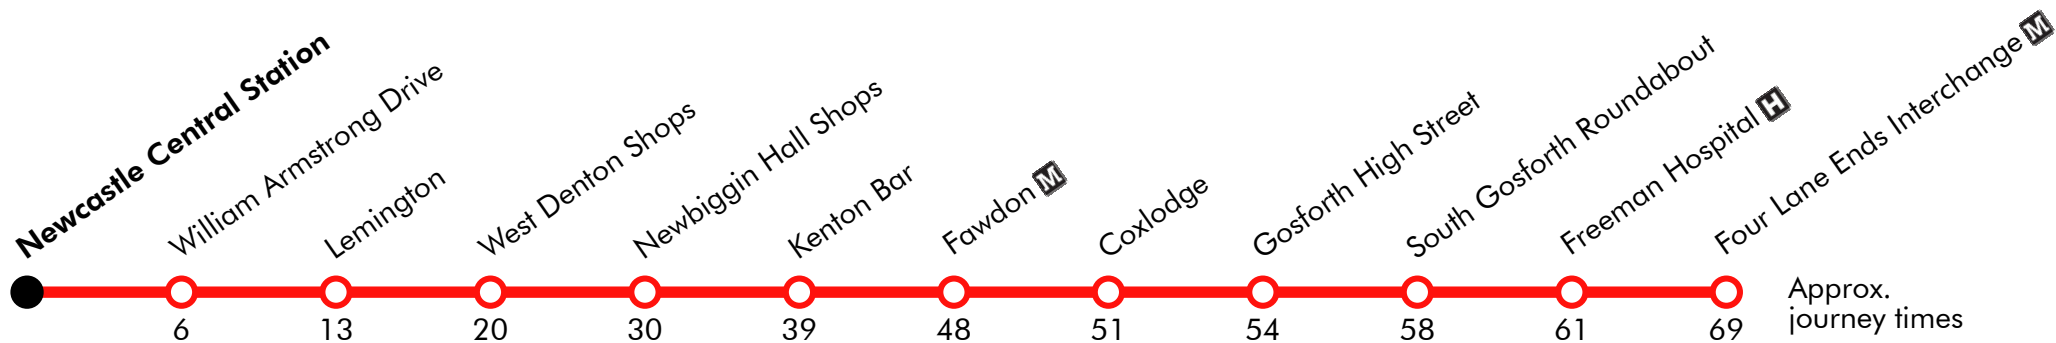 Newcastle Central Station
William Armstrong Drive
Lemington
West Denton Shops
Newbiggin Hall Shops
Kenton Bar
Fawdon M
Coxlodge
Gosforth High Street
South Gosforth Roundabout
Freeman Hospital H
Four Lane Ends Interchange M
6 13 20 30 39 48 51 54 58 61 69
Approx.
journey times